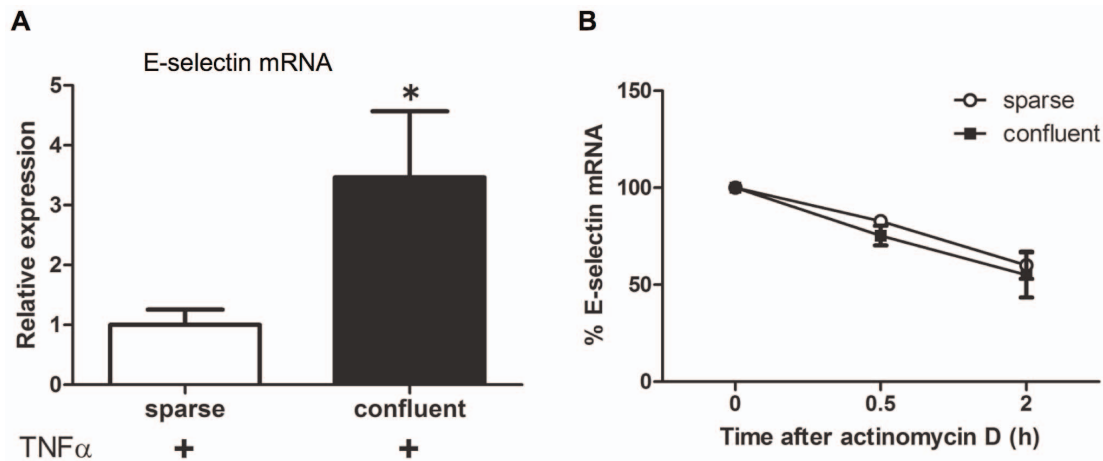 A
E-selectin mRNA
Relative expression
5
4
3
2
1
0
*
sparse
confluent
TNFα
+
+
B
% E-selectin mRNA
150
100
50
0
sparse
confluent
0
0.5
2
Time after actinomycin D (h)